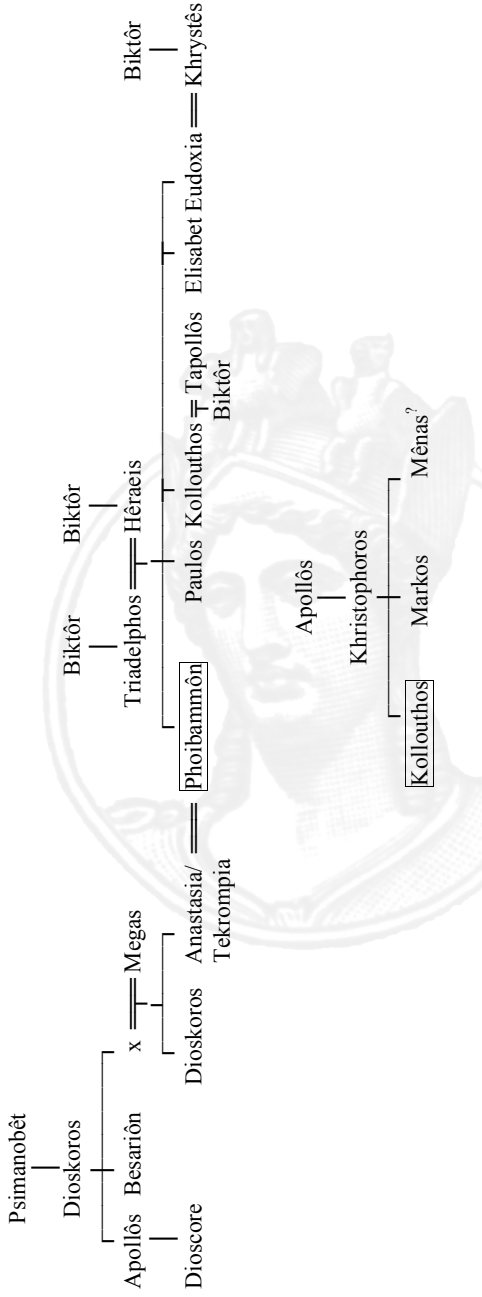 Psimanobêt
Dioskoros
Biktôr Biktôr Biktôr
Apollôs Besariôn x Megas Triadelphos Hêraeis
Dioscore Dioskoros Anastasia/ Phoibammôn Paulos Kollouthos Tapollôs Elisabet Eudoxia Khrystês
Tekrompia Biktôr
Apollôs
Khristophoros
Kollouthos Markos Mênas?